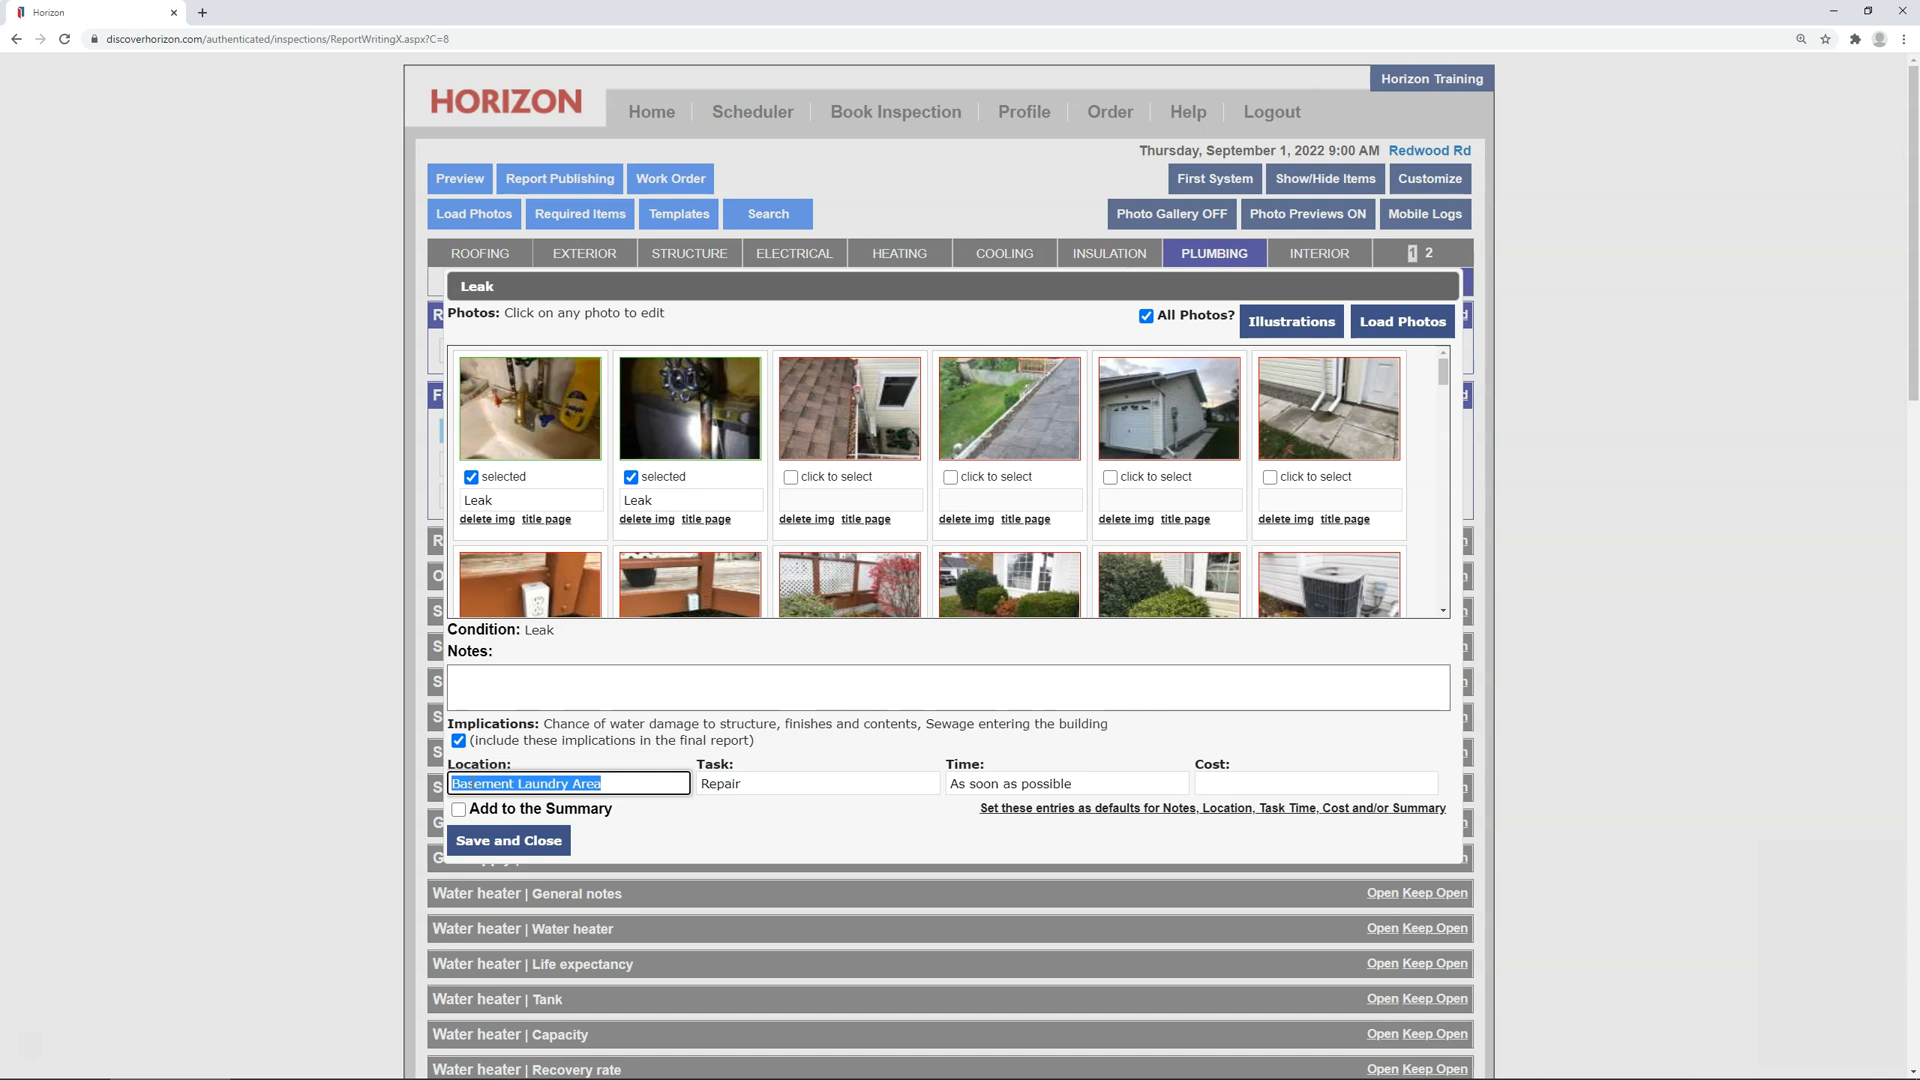 Horizon
discoverhorizon.com/authenticated/inspections/ReportWritingX.aspx?C=8
Horizon Training
HORIZON
Home Scheduler Book Inspection Profile Order Help Logout
Thursday, September 1, 2022 9:00 AM Redwood Rd
Preview Report Publishing Work Order First System Show/Hide Items Customize
Load Photos Required Items Templates Search Photo Gallery OFF Photo Previews ON Mobile Logs
ROOFING EXTERIOR STRUCTURE ELECTRICAL HEATING COOLING INSULATION PLUMBING INTERIOR 1 2
Leak
Photos: Click on any photo to edit All Photos? Illustrations Load Photos
selected selected click to select click to select click to select click to select
Leak Leak
delete img title page delete img title page delete img title page delete img title page delete img title page delete img title page
Condition: Leak
Notes:
Implications: Chance of water damage to structure, finishes and contents, Sewage entering the building
(include these implications in the final report)
Location: Task: Time: Cost:
Basement Laundry Area Repair As soon as possible
Add to the Summary Set these entries as defaults for Notes, Location, Task Time, Cost and/or Summary
Save and Close
Water heater | General notes Open Keep Open
Water heater | Water heater Open Keep Open
Water heater | Life expectancy Open Keep Open
Water heater | Tank Open Keep Open
Water heater | Capacity Open Keep Open
Water heater | Recovery rate Open Keep Open